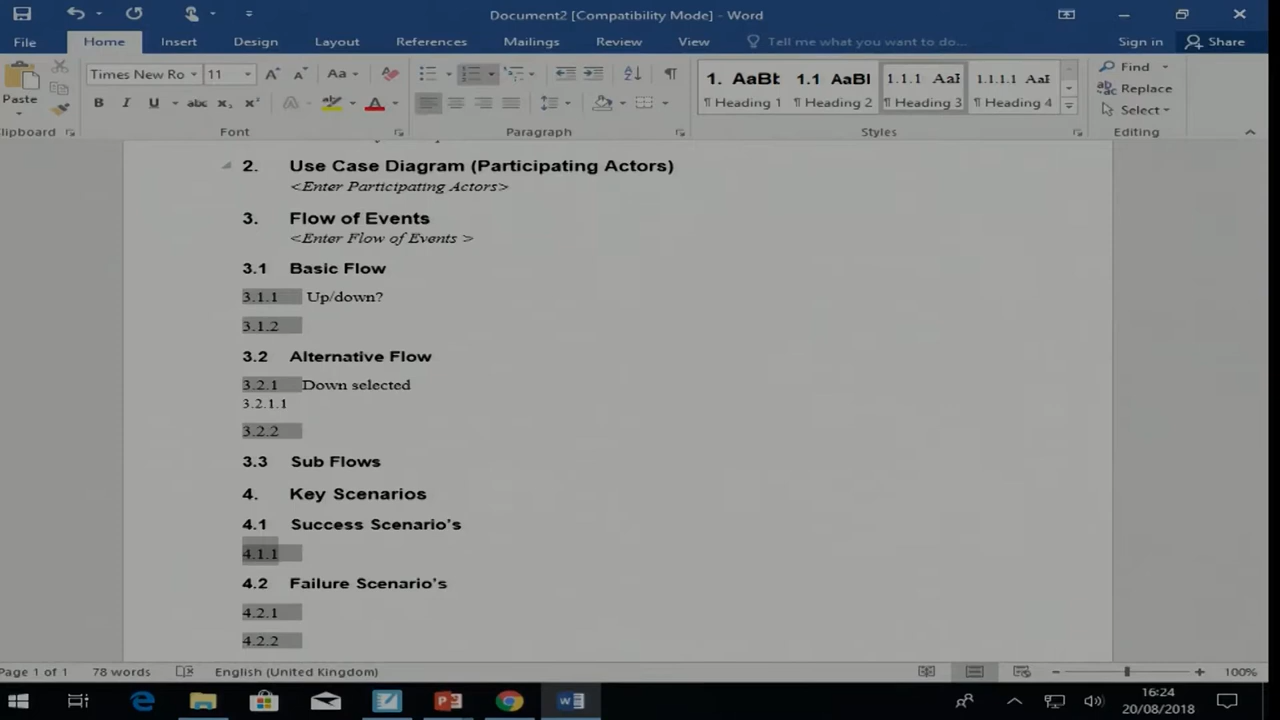 Document2 [Compatibility Mode] - Word
File Home Insert Design Layout References Mailings Review View Tell me what you want to do... Sign in Share
Paste
Times New Ro 11
1. AaBb 1.1 AaBI 1.1.1 AaB 1.1.1.1 AaB
¶ Heading 1 ¶ Heading 2 ¶ Heading 3 ¶ Heading 4
Find
Replace
Select
lipboard Font Paragraph Styles Editing
2. Use Case Diagram (Participating Actors)
<Enter Participating Actors>
3. Flow of Events
<Enter Flow of Events >
3.1 Basic Flow
3.1.1 Up/down?
3.1.2
3.2 Alternative Flow
3.2.1 Down selected
3.2.1.1
3.2.2
3.3 Sub Flows
4. Key Scenarios
4.1 Success Scenario's
4.1.1
4.2 Failure Scenario's
4.2.1
4.2.2
Page 1 of 1 78 words English (United Kingdom) 100%
16:24
20/08/2018